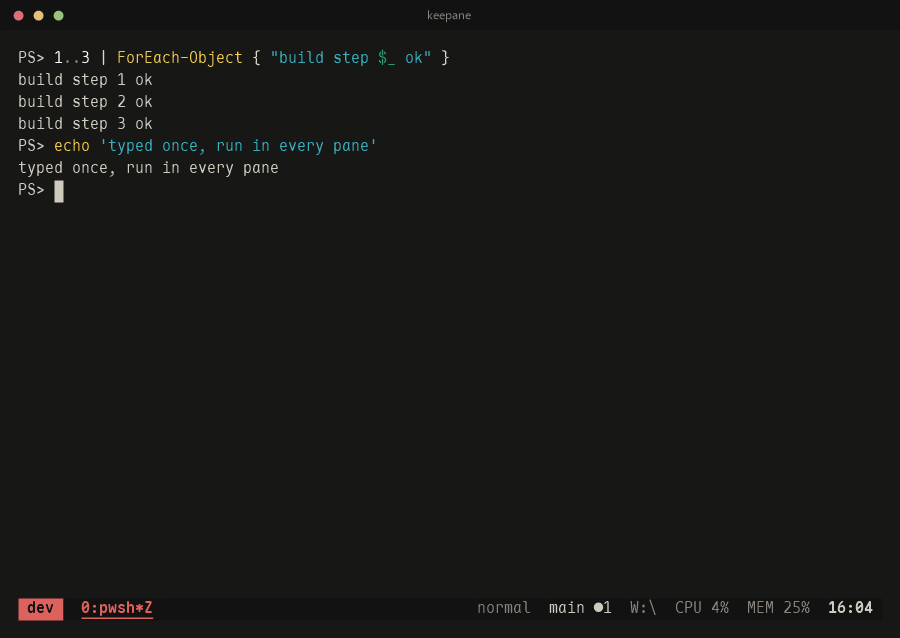 keepane
PS> 1..3 | ForEach-Object { "build step $_ ok" }
build step 1 ok
build step 2 ok
build step 3 ok
PS> echo 'typed once, run in every pane'
typed once, run in every pane
PS>
dev 0:pwsh*Z normal main ●1 W:\ CPU 4% MEM 25% 16:04